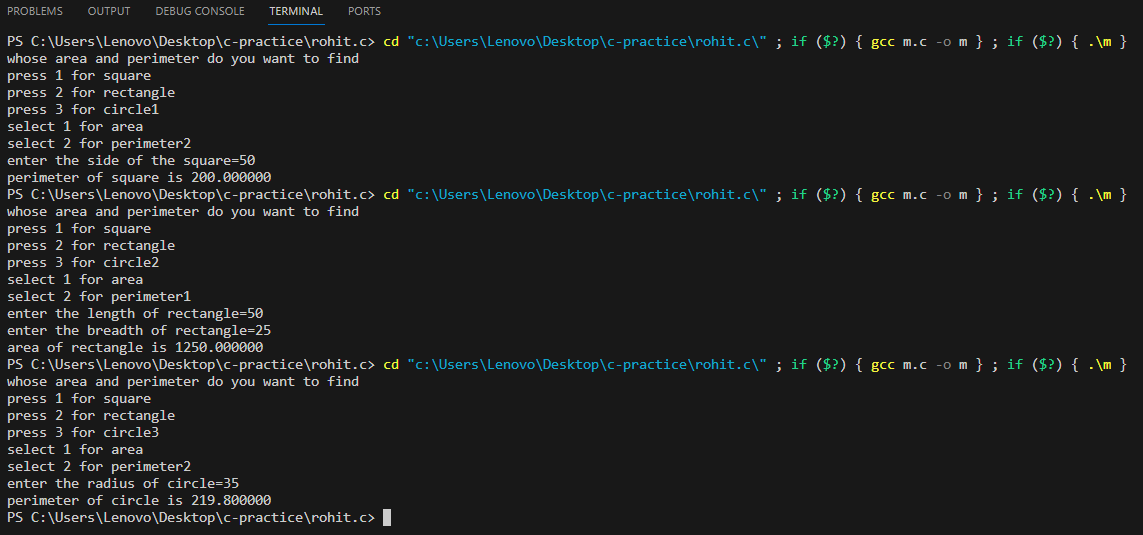 PROBLEMS OUTPUT DEBUG CONSOLE TERMINAL PORTS
PS C:\Users\Lenovo\Desktop\c-practice\rohit.c> cd "c:\Users\Lenovo\Desktop\c-practice\rohit.c\" ; if ($?) { gcc m.c -o m } ; if ($?) { .\m }
whose area and perimeter do you want to find
press 1 for square
press 2 for rectangle
press 3 for circle1
select 1 for area
select 2 for perimeter2
enter the side of the square=50
perimeter of square is 200.000000
PS C:\Users\Lenovo\Desktop\c-practice\rohit.c> cd "c:\Users\Lenovo\Desktop\c-practice\rohit.c\" ; if ($?) { gcc m.c -o m } ; if ($?) { .\m }
whose area and perimeter do you want to find
press 1 for square
press 2 for rectangle
press 3 for circle2
select 1 for area
select 2 for perimeter1
enter the length of rectangle=50
enter the breadth of rectangle=25
area of rectangle is 1250.000000
PS C:\Users\Lenovo\Desktop\c-practice\rohit.c> cd "c:\Users\Lenovo\Desktop\c-practice\rohit.c\" ; if ($?) { gcc m.c -o m } ; if ($?) { .\m }
whose area and perimeter do you want to find
press 1 for square
press 2 for rectangle
press 3 for circle3
select 1 for area
select 2 for perimeter2
enter the radius of circle=35
perimeter of circle is 219.800000
PS C:\Users\Lenovo\Desktop\c-practice\rohit.c>